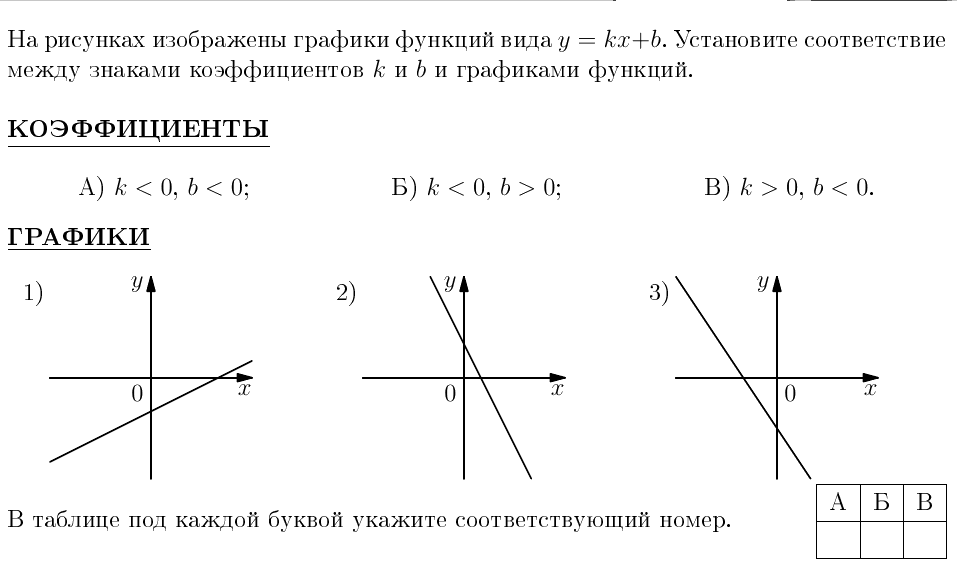 На рисунках изображены графики функций вида y = kx+b. Установите соответствие
между знаками коэффициентов k и b и графиками функций.
КОЭФФИЦИЕНТЫ
А) k < 0, b < 0; Б) k < 0, b > 0; В) k > 0, b < 0.
ГРАФИКИ
1) y 0 x
2) y 0 x
3) y 0 x
В таблице под каждой буквой укажите соответствующий номер.
А Б В